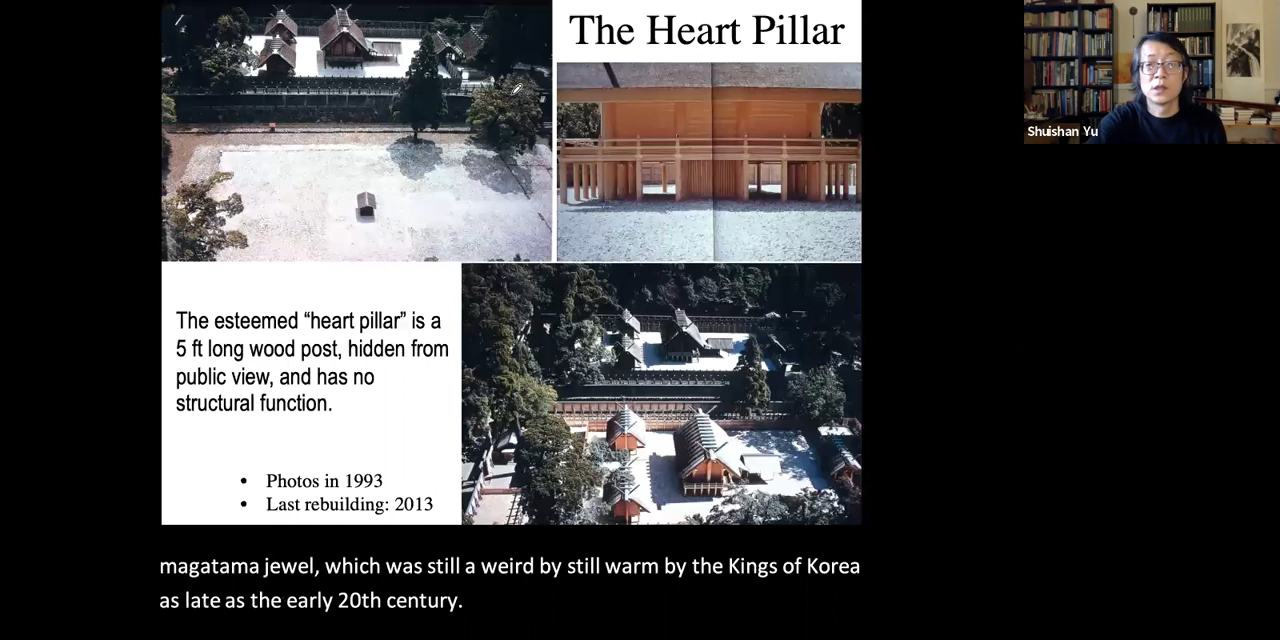 The Heart Pillar
Shuishan Yu
The esteemed “heart pillar” is a
5 ft long wood post, hidden from
public view, and has no
structural function.
• Photos in 1993
• Last rebuilding: 2013
magatama jewel, which was still a weird by still warm by the Kings of Korea
as late as the early 20th century.